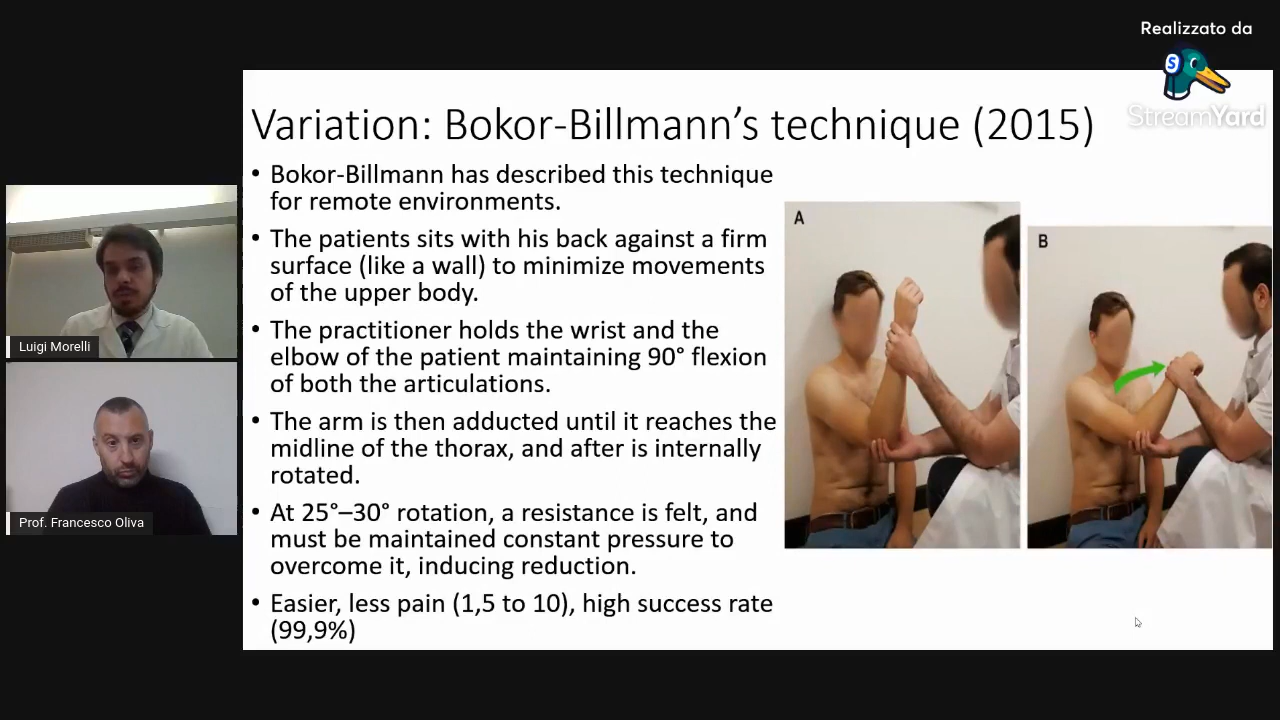 Realizzato da
StreamYard
Variation: Bokor-Billmann’s technique (2015)
• Bokor-Billmann has described this technique
for remote environments.
• The patients sits with his back against a firm
surface (like a wall) to minimize movements
of the upper body.
• The practitioner holds the wrist and the
elbow of the patient maintaining 90° flexion
of both the articulations.
• The arm is then adducted until it reaches the
midline of the thorax, and after is internally
rotated.
• At 25°–30° rotation, a resistance is felt, and
must be maintained constant pressure to
overcome it, inducing reduction.
• Easier, less pain (1,5 to 10), high success rate
(99,9%)
A
B
Luigi Morelli
Prof. Francesco Oliva
S